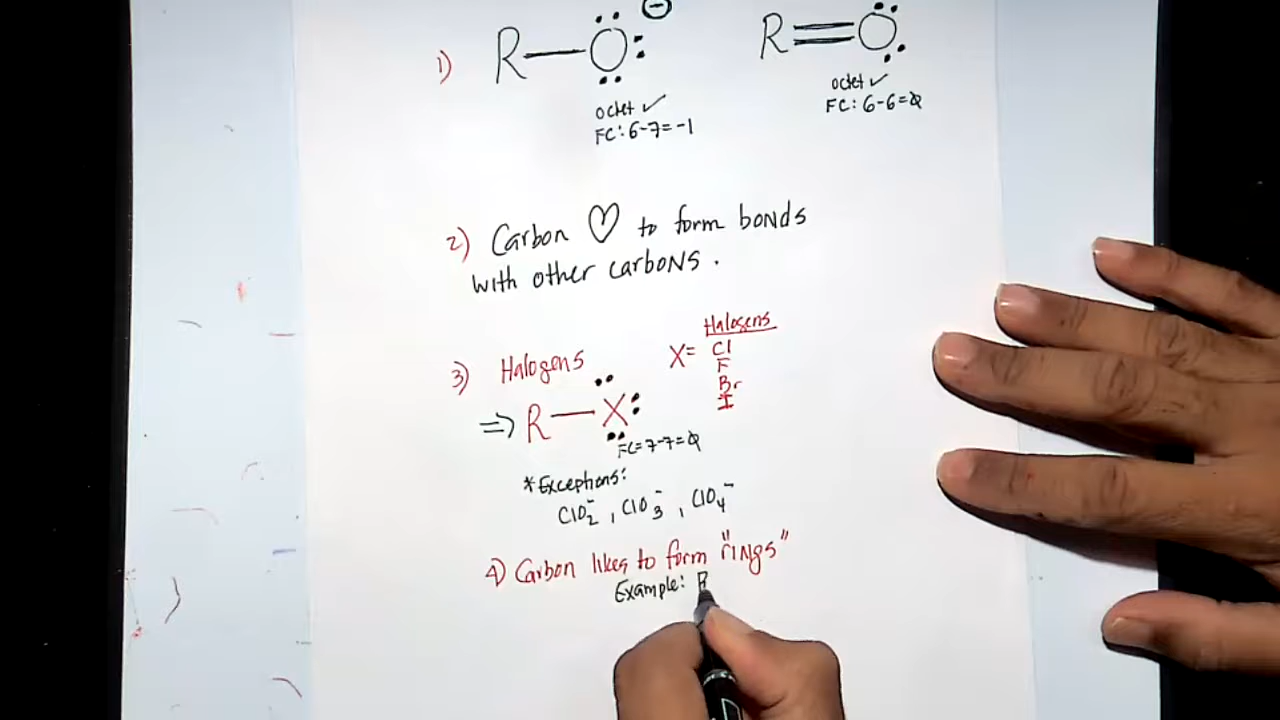 1) R—O: ⊖ R=O
octet ✓ octet ✓
FC: 6-7=-1 FC: 6-6=0
2) Carbon ♡ to form bonds
with other carbons.
Halogens
3) Halogens X= Cl
F
Br
I
=> R—X:
FC=7-7=0
*Exceptions:
ClO2-, ClO3-, ClO4-
4) Carbon likes to form "rings"
Example: